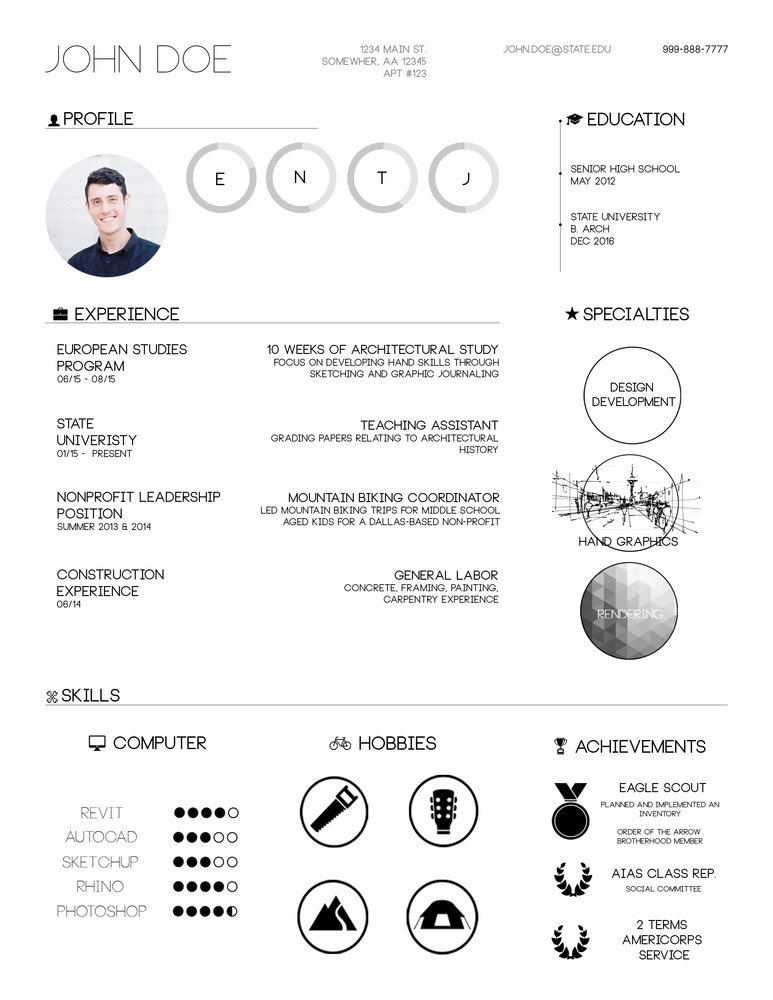 JOHN DOE
1234 MAIN ST.
SOMEWHER, AA 12345
APT #123
JOHN.DOE@STATE.EDU
999-888-7777
PROFILE
E
N
T
J
EDUCATION
SENIOR HIGH SCHOOL
MAY 2012
STATE UNIVERSITY
B. ARCH
DEC 2016
EXPERIENCE
EUROPEAN STUDIES
PROGRAM
06/15 - 08/15
10 WEEKS OF ARCHITECTURAL STUDY
FOCUS ON DEVELOPING HAND SKILLS THROUGH
SKETCHING AND GRAPHIC JOURNALING
STATE
UNIVERISTY
01/15 - PRESENT
TEACHING ASSISTANT
GRADING PAPERS RELATING TO ARCHITECTURAL
HISTORY
NONPROFIT LEADERSHIP
POSITION
SUMMER 2013 & 2014
MOUNTAIN BIKING COORDINATOR
LED MOUNTAIN BIKING TRIPS FOR MIDDLE SCHOOL
AGED KIDS FOR A DALLAS-BASED NON-PROFIT
CONSTRUCTION
EXPERIENCE
06/14
GENERAL LABOR
CONCRETE, FRAMING, PAINTING,
CARPENTRY EXPERIENCE
SPECIALTIES
DESIGN
DEVELOPMENT
HAND GRAPHICS
RENDERING
SKILLS
COMPUTER
REVIT
AUTOCAD
SKETCHUP
RHINO
PHOTOSHOP
HOBBIES
ACHIEVEMENTS
EAGLE SCOUT
PLANNED AND IMPLEMENTED AN
INVENTORY
ORDER OF THE ARROW
BROTHERHOOD MEMBER
AIAS CLASS REP.
SOCIAL COMMITTEE
2 TERMS
AMERICORPS
SERVICE